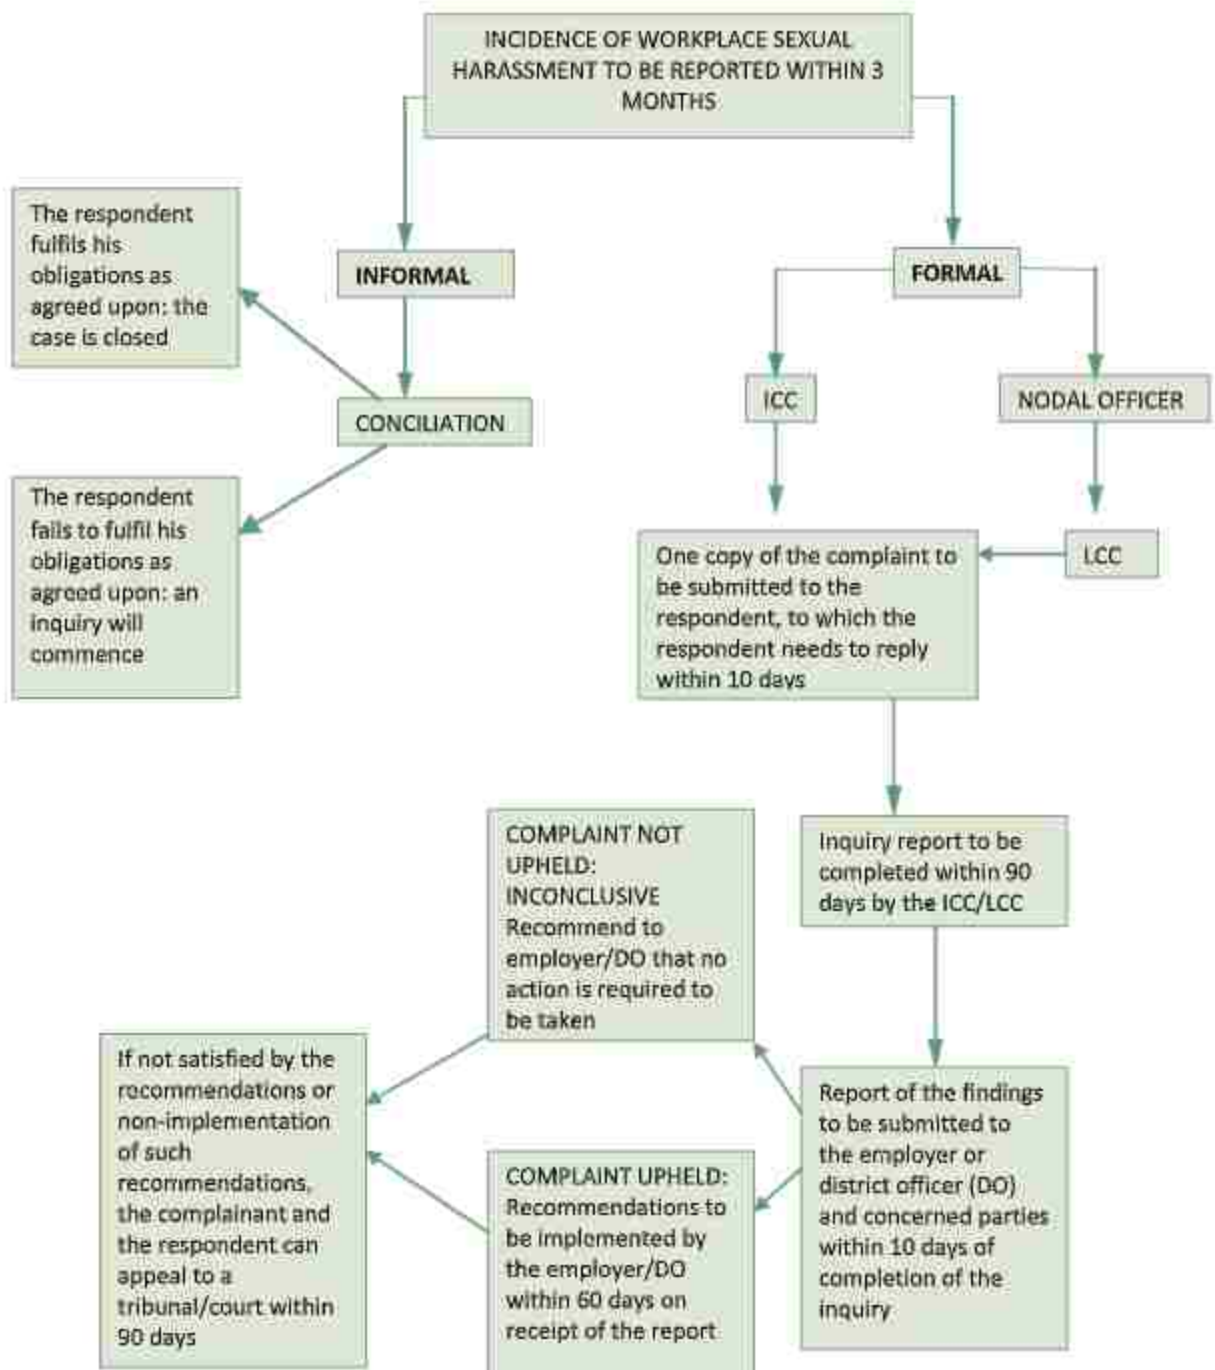 INCIDENCE OF WORKPLACE SEXUAL
HARASSMENT TO BE REPORTED WITHIN 3
MONTHS
The respondent
fulfils his
obligations as
agreed upon: the
case is closed
INFORMAL
FORMAL
CONCILIATION
ICC
NODAL OFFICER
The respondent
fails to fulfil his
obligations as
agreed upon: an
inquiry will
commence
One copy of the complaint to
be submitted to the
respondent, to which the
respondent needs to reply
within 10 days
LCC
COMPLAINT NOT
UPHELD:
INCONCLUSIVE
Recommend to
employer/DO that no
action is required to
be taken
Inquiry report to be
completed within 90
days by the ICC/LCC
If not satisfied by the
recommendations or
non-implementation
of such
recommendations,
the complainant and
the respondent can
appeal to a
tribunal/court within
90 days
COMPLAINT UPHELD:
Recommendations to
be implemented by
the employer/DO
within 60 days on
receipt of the report
Report of the findings
to be submitted to
the employer or
district officer (DO)
and concerned parties
within 10 days of
completion of the
inquiry